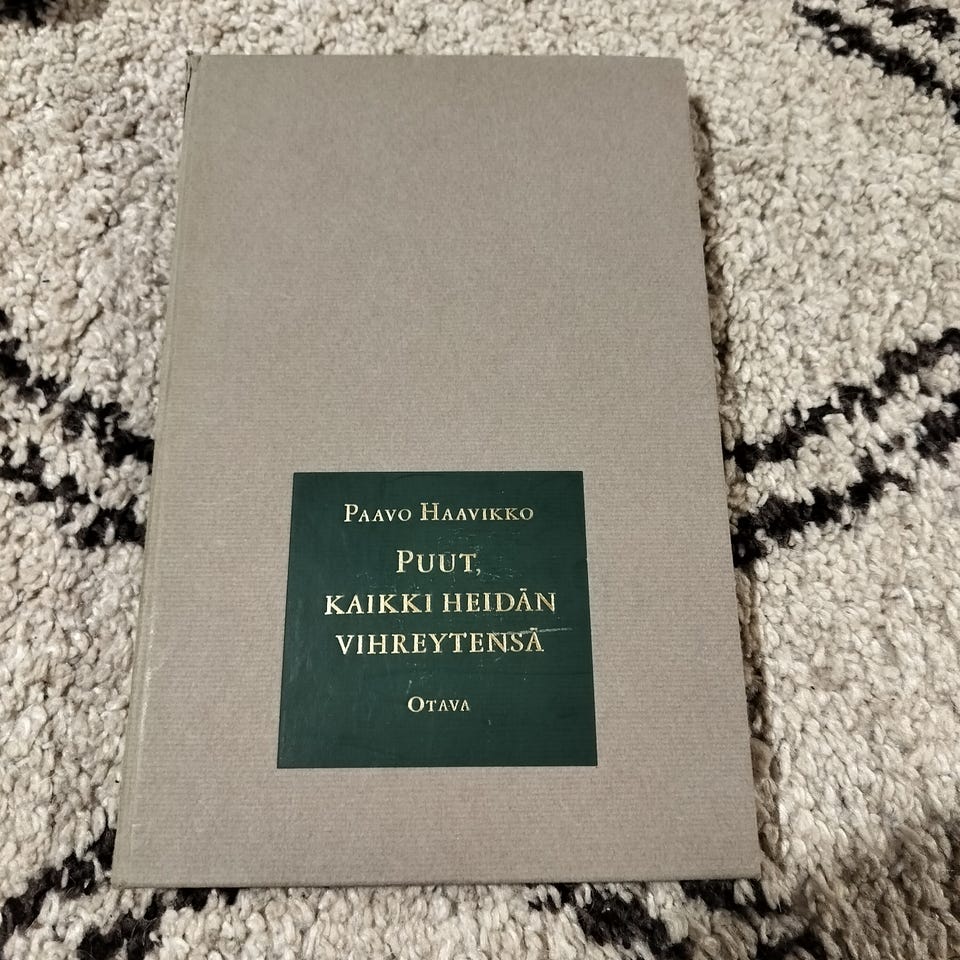 PAAVO HAAVIKKO
PUUT,
KAIKKI HEIDÄN
VIHREYTENSÄ
OTAVA